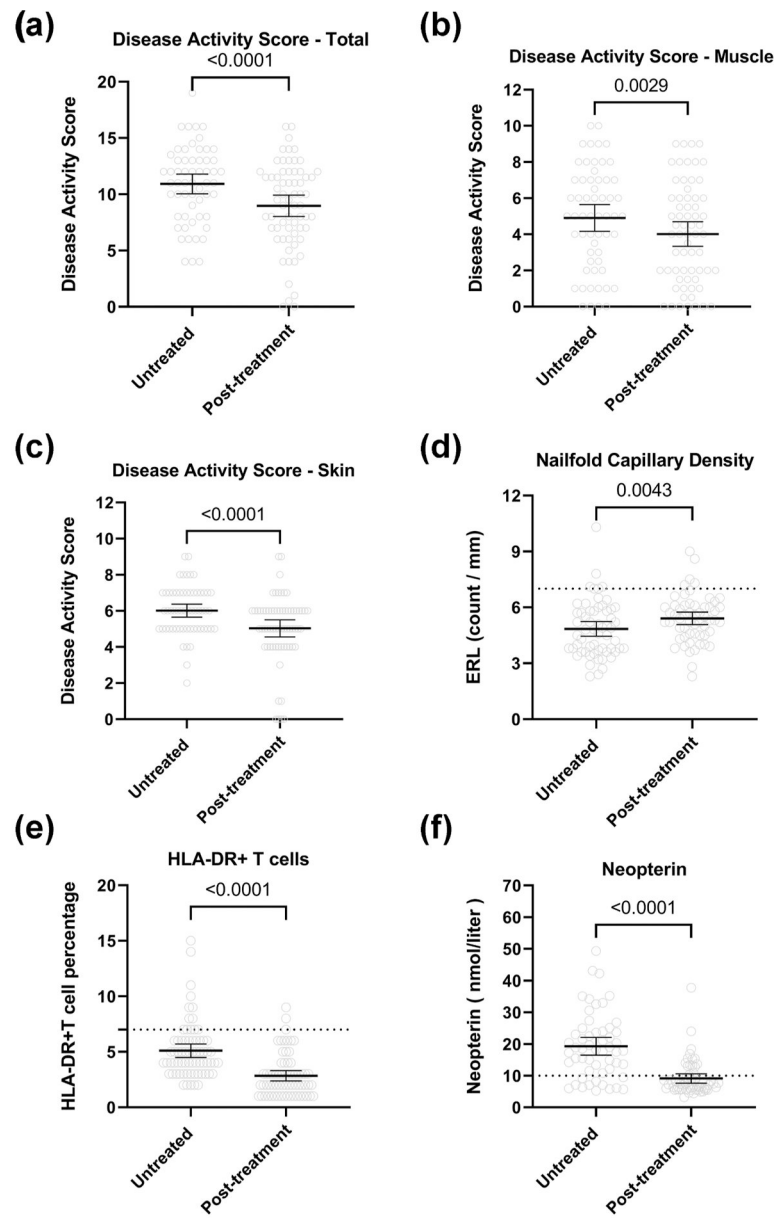 (a)
Disease Activity Score - Total
<0.0001
Disease Activity Score
20
15
10
5
0
Untreated
Post-treatment
(b)
Disease Activity Score - Muscle
0.0029
Disease Activity Score
12
10
8
6
4
2
0
Untreated
Post-treatment
(c)
Disease Activity Score - Skin
<0.0001
Disease Activity Score
12
10
8
6
4
2
0
Untreated
Post-treatment
(d)
Nailfold Capillary Density
0.0043
ERL (count / mm)
12
9
6
3
0
Untreated
Post-treatment
(e)
HLA-DR+ T cells
<0.0001
HLA-DR+T cell percentage
20
15
10
5
0
Untreated
Post-treatment
(f)
Neopterin
<0.0001
Neopterin ( nmol/liter )
70
60
50
40
30
20
10
0
Untreated
Post-treatment